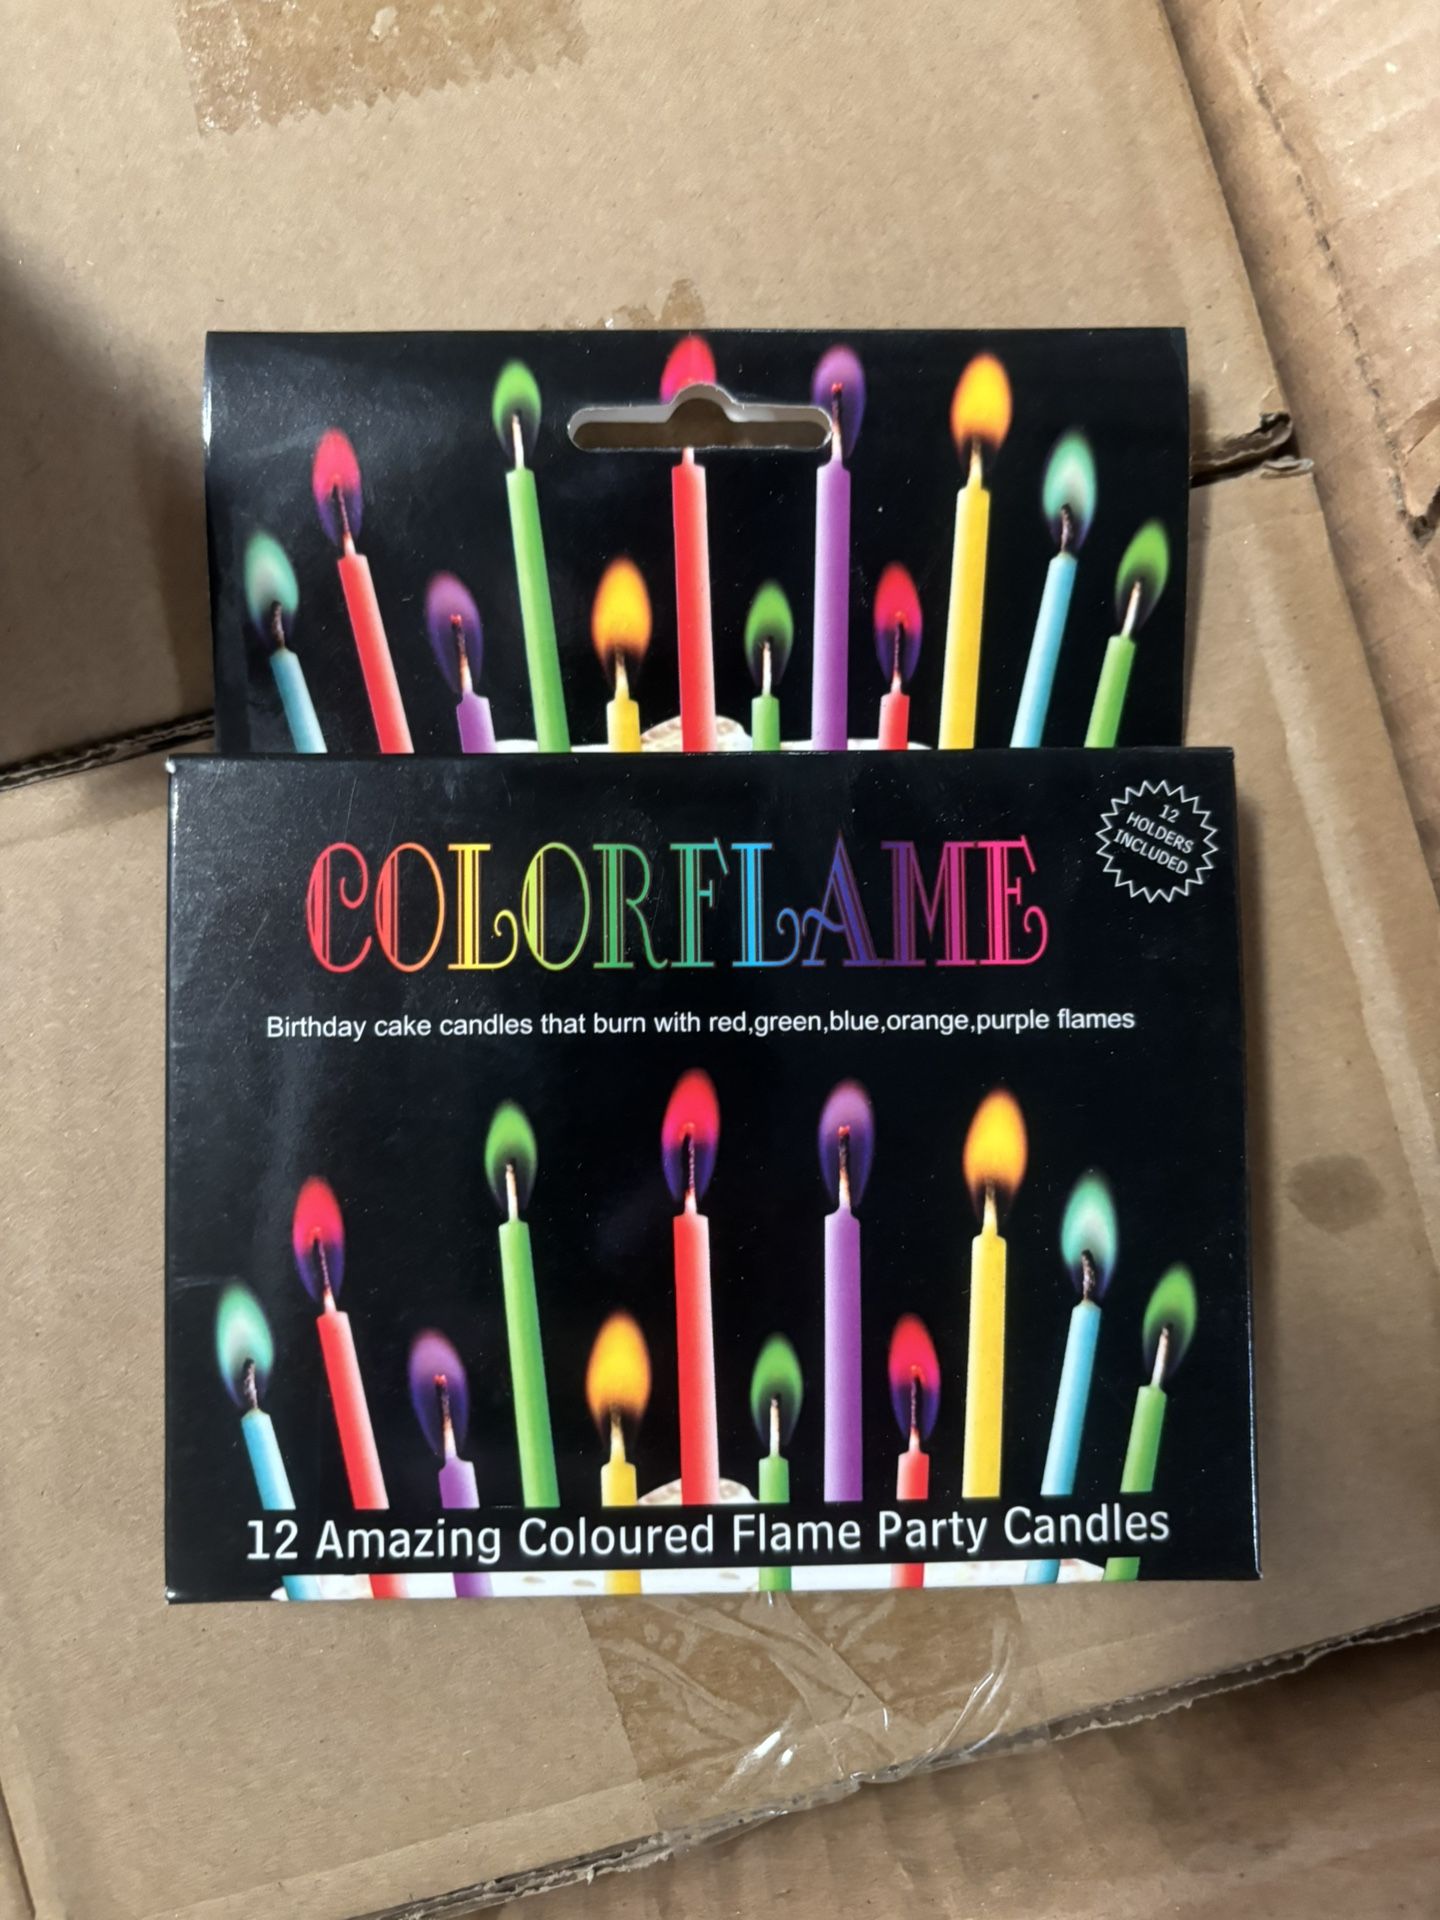 12
HOLDERS
INCLUDED
COLORFLAME
Birthday cake candles that burn with red,green,blue,orange,purple flames
12 Amazing Coloured Flame Party Candles